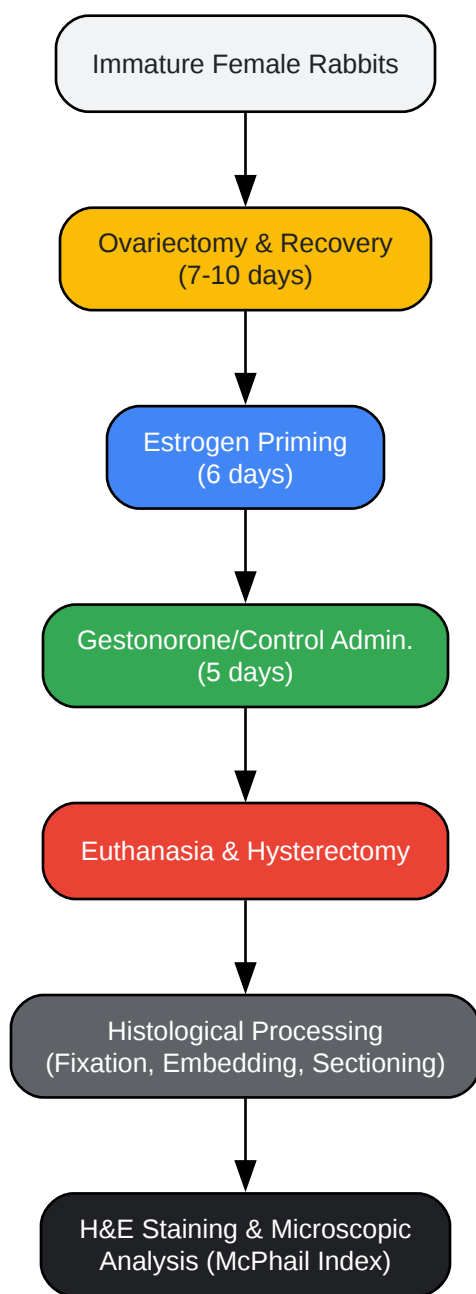 Immature Female Rabbits
Ovariectomy & Recovery
(7-10 days)
Estrogen Priming
(6 days)
Gestonorone/Control Admin.
(5 days)
Euthanasia & Hysterectomy
Histological Processing
(Fixation, Embedding, Sectioning)
H&E Staining & Microscopic
Analysis (McPhail Index)